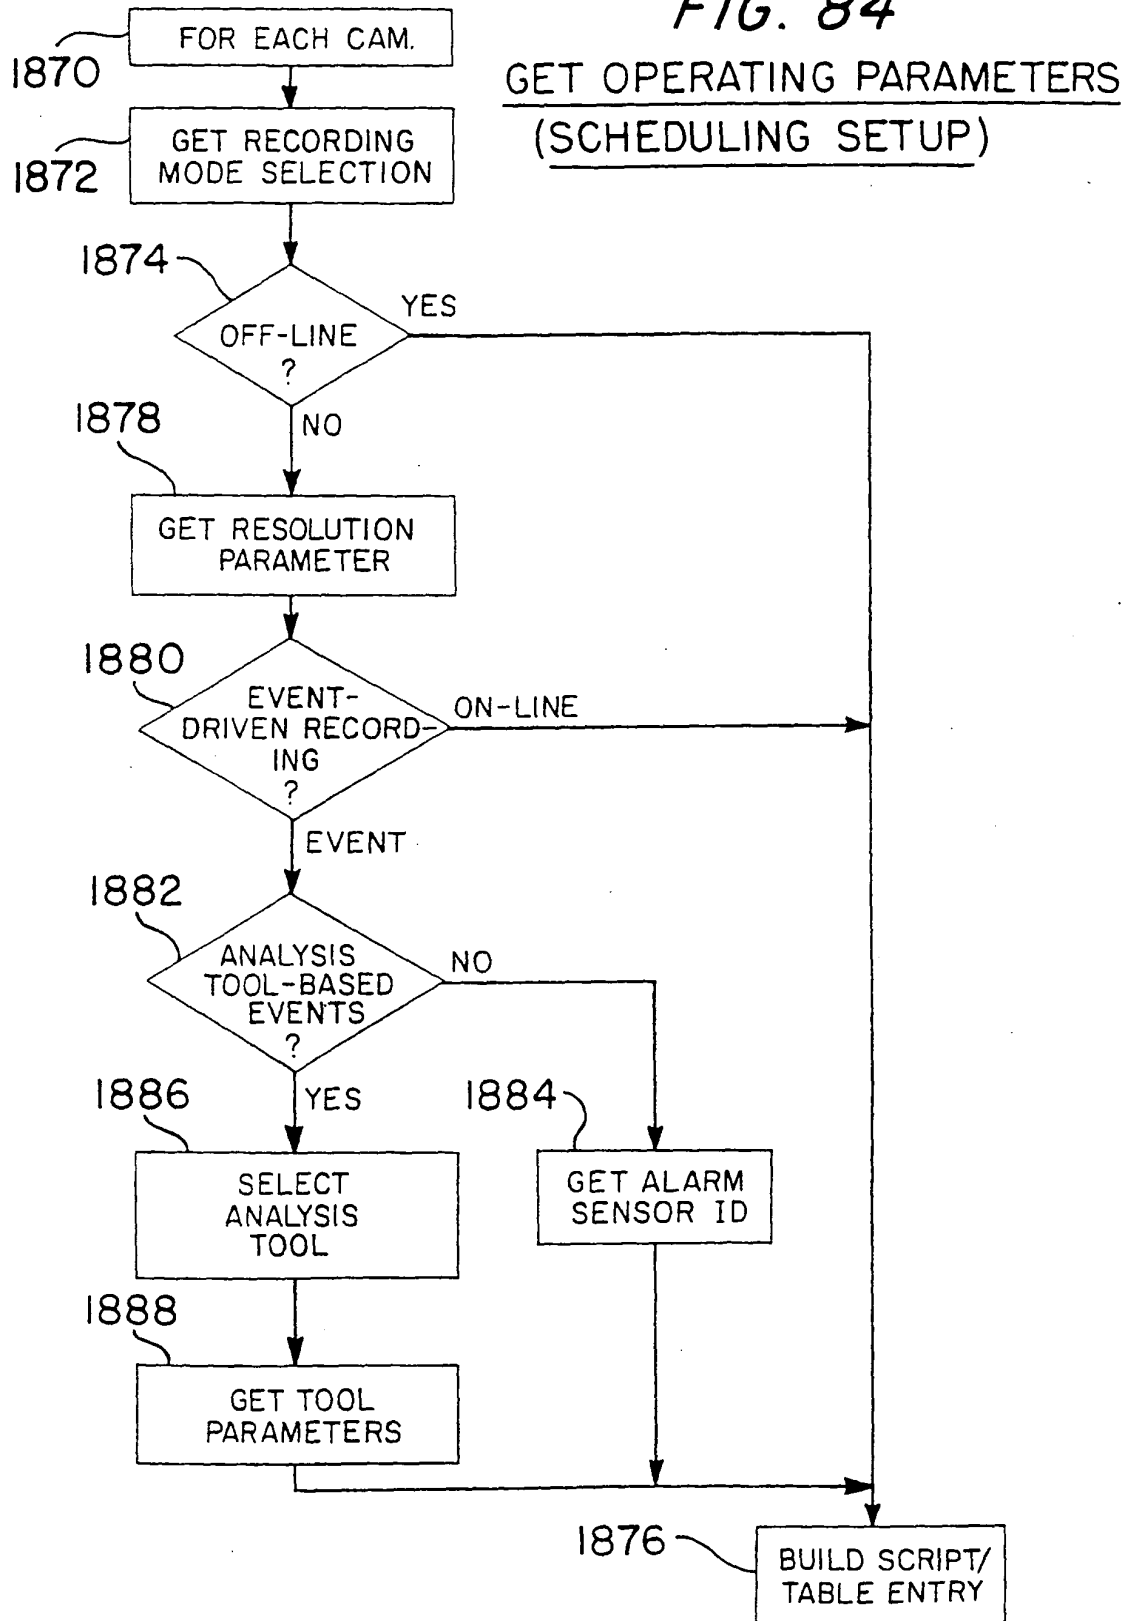 FIG. 84
GET OPERATING PARAMETERS
(SCHEDULING SETUP)
FOR EACH CAM.
1870
GET RECORDING
MODE SELECTION
1872
1874
OFF-LINE
?
YES
NO
1878
GET RESOLUTION
PARAMETER
1880
EVENT-
DRIVEN RECORD-
ING
?
ON-LINE
EVENT
1882
ANALYSIS
TOOL-BASED
EVENTS
?
NO
YES
1886
SELECT
ANALYSIS
TOOL
1884
GET ALARM
SENSOR ID
1888
GET TOOL
PARAMETERS
1876
BUILD SCRIPT/
TABLE ENTRY